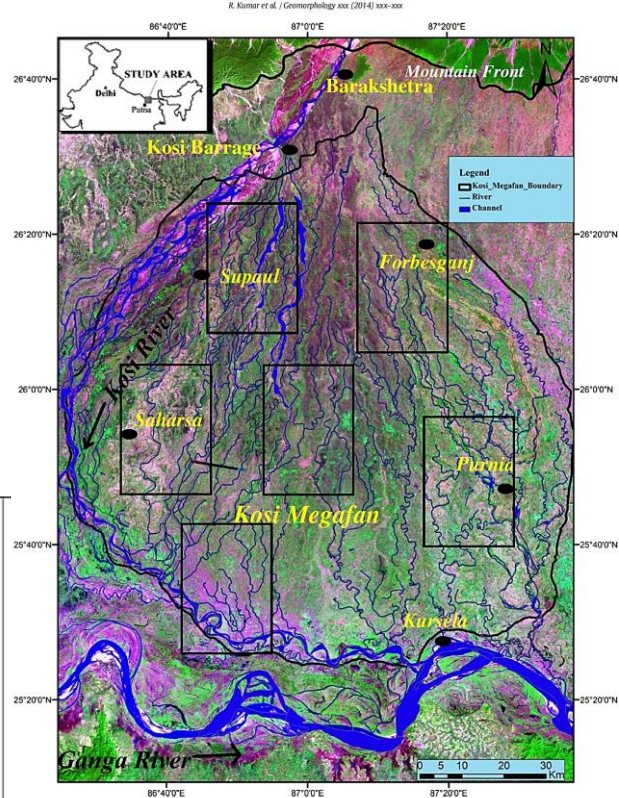 R. Kumar et al. / Geomorphology xxx (2014) xxx–xxx
86°40'0"E 87°0'0"E 87°20'0"E
STUDY AREA
Delhi
Patna
Mountain Front
26°40'0"N 26°40'0"N
Barakshetra
Kosi Barrage
Legend
Kosi_Megafan_Boundary
River
Channel
26°20'0"N 26°20'0"N
Forbesganj
Supaul
Kosi River
26°0'0"N 26°0'0"N
Saharsa
Purnia
Kosi Megafan
25°40'0"N 25°40'0"N
Kursela
25°20'0"N 25°20'0"N
Ganga River
0 5 10 20 30
Km
86°40'0"E 87°0'0"E 87°20'0"E